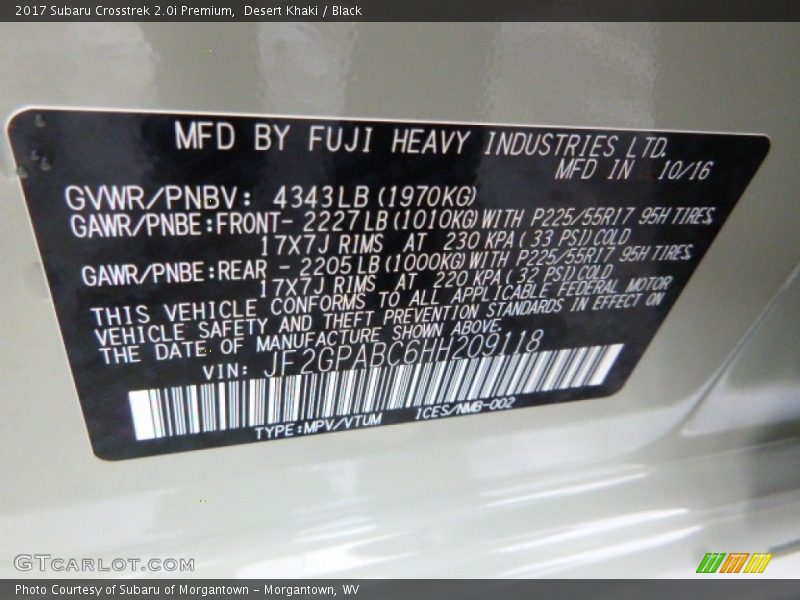 2017 Subaru Crosstrek 2.0i Premium,  Desert Khaki / Black
MFD BY FUJI HEAVY INDUSTRIES LTD.
MFD IN 10/16
GVWR/PNBV: 4343LB (1970KG)
GAWR/PNBE:FRONT- 2227LB(1010KG)WITH P225/55R17 95H TIRES,
17X7J RIMS AT 230 KPA( 33 PSI)COLD
GAWR/PNBE:REAR - 2205LB(1000KG)WITH P225/55R17 95H TIRES,
17X7J RIMS AT 220 KPA( 32 PSI)COLD
THIS VEHICLE CONFORMS TO ALL APPLICABLE FEDERAL MOTOR
VEHICLE SAFETY AND THEFT PREVENTION STANDARDS IN EFFECT ON
THE DATE OF MANUFACTURE SHOWN ABOVE.
VIN: JF2GPABC6HH209118
TYPE:MPV/VTUM ICES/NMB-002
GTCARLOT.COM
Photo Courtesy of Subaru of Morgantown - Morgantown, WV